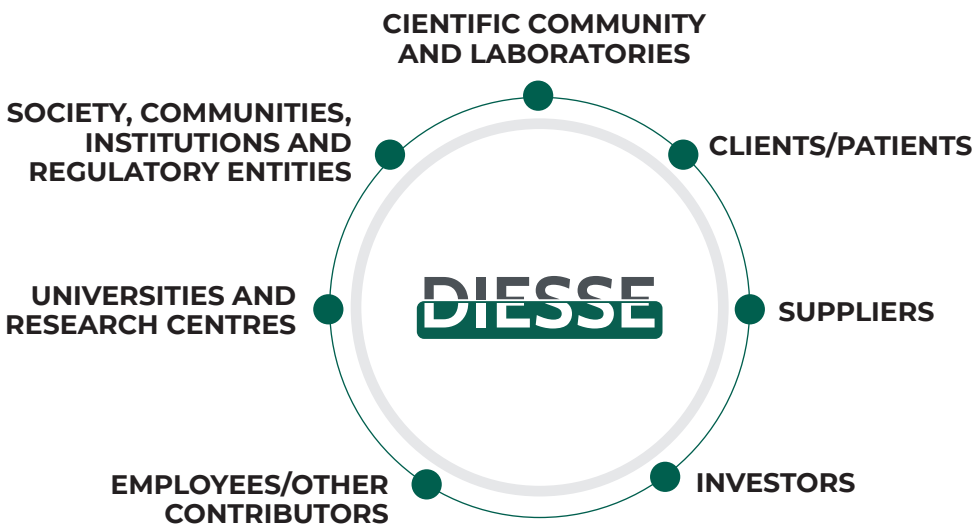 CIENTIFIC COMMUNITY
AND LABORATORIES
SOCIETY, COMMUNITIES,
INSTITUTIONS AND
REGULATORY ENTITIES
CLIENTS/PATIENTS
DIESSE
UNIVERSITIES AND
RESEARCH CENTRES
SUPPLIERS
EMPLOYEES/OTHER
CONTRIBUTORS
INVESTORS